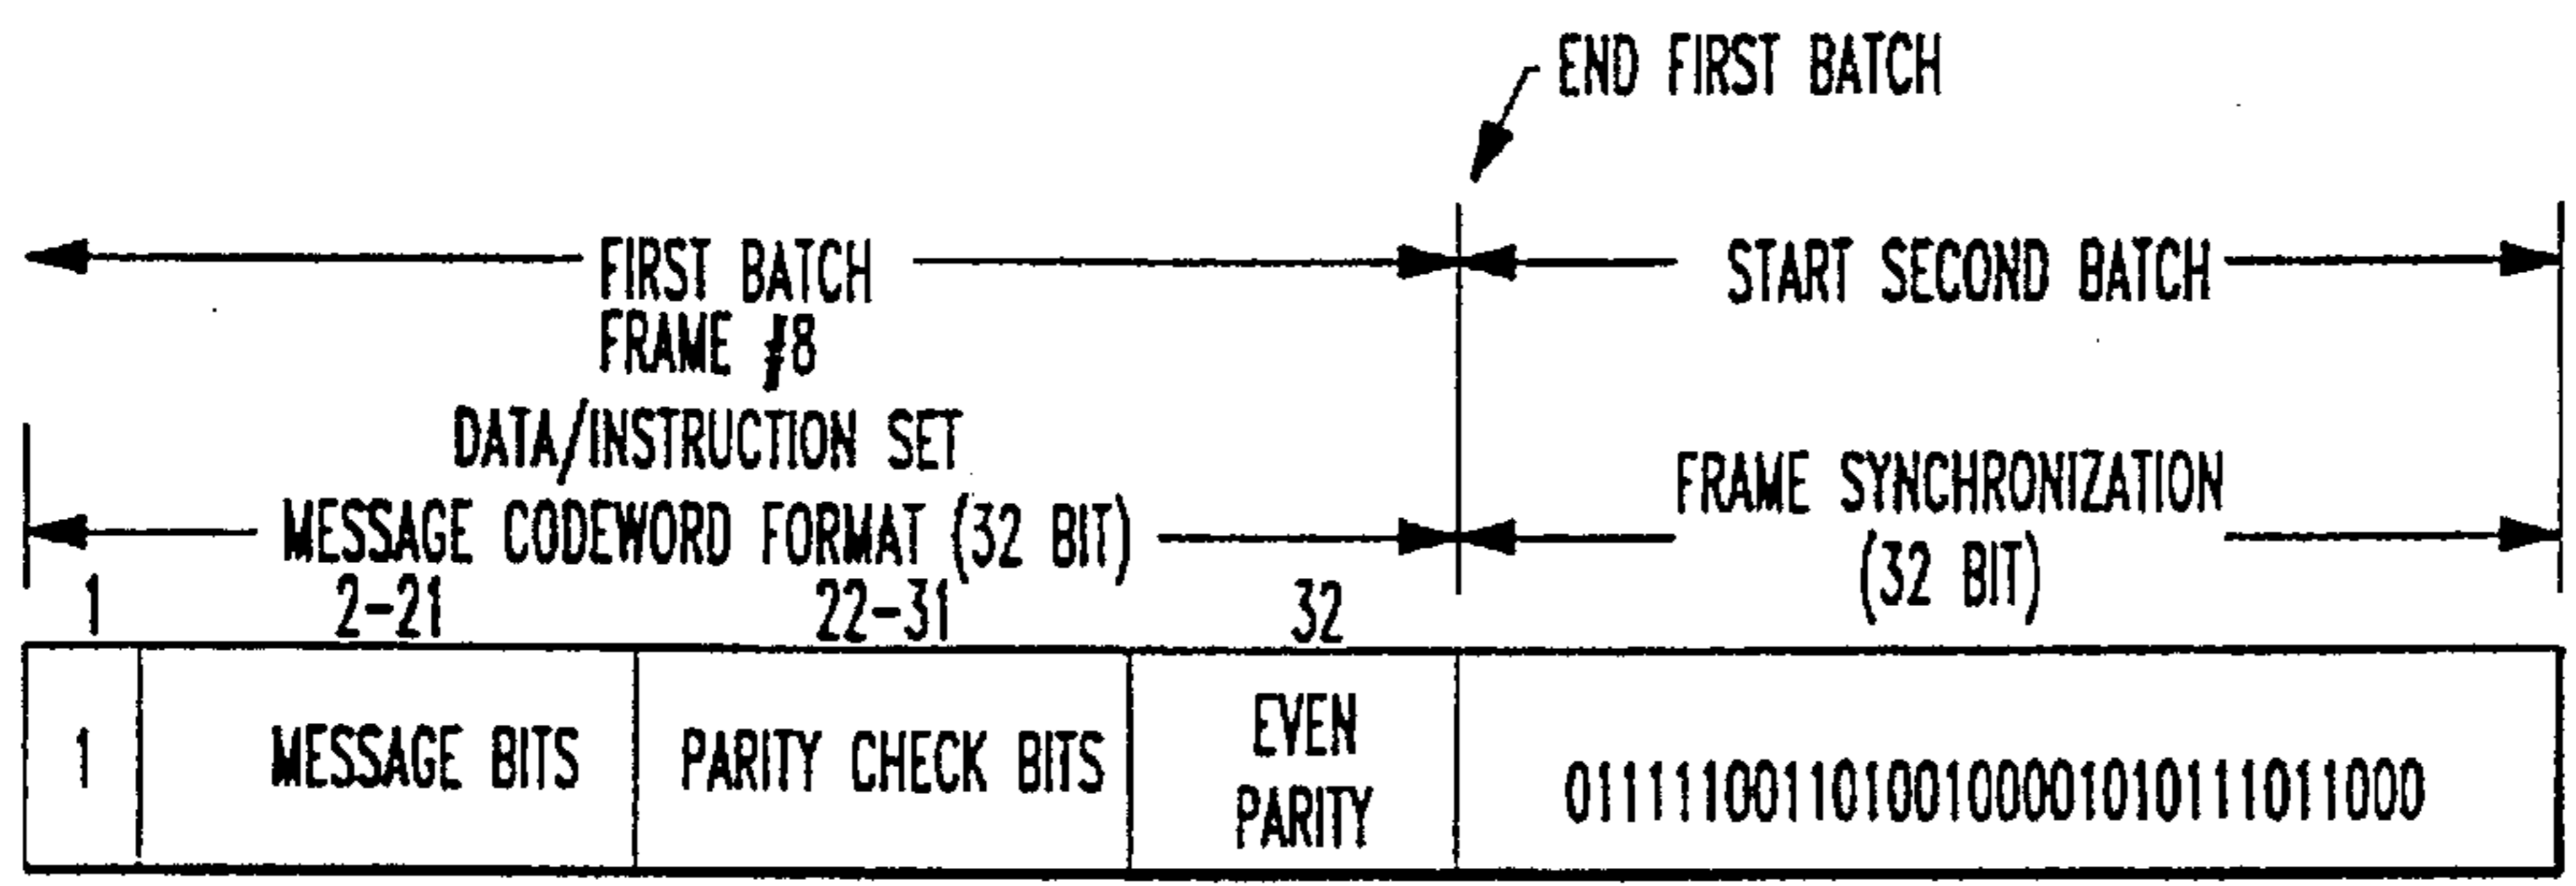 END FIRST BATCH
FIRST BATCH
START SECOND BATCH
FRAME #8
DATA/INSTRUCTION SET
MESSAGE CODEWORD FORMAT (32 BIT)
FRAME SYNCHRONIZATION
(32 BIT)
1 2-21 22-31 32
1
MESSAGE BITS
PARITY CHECK BITS
EVEN
PARITY
01111100110100100001010111011000